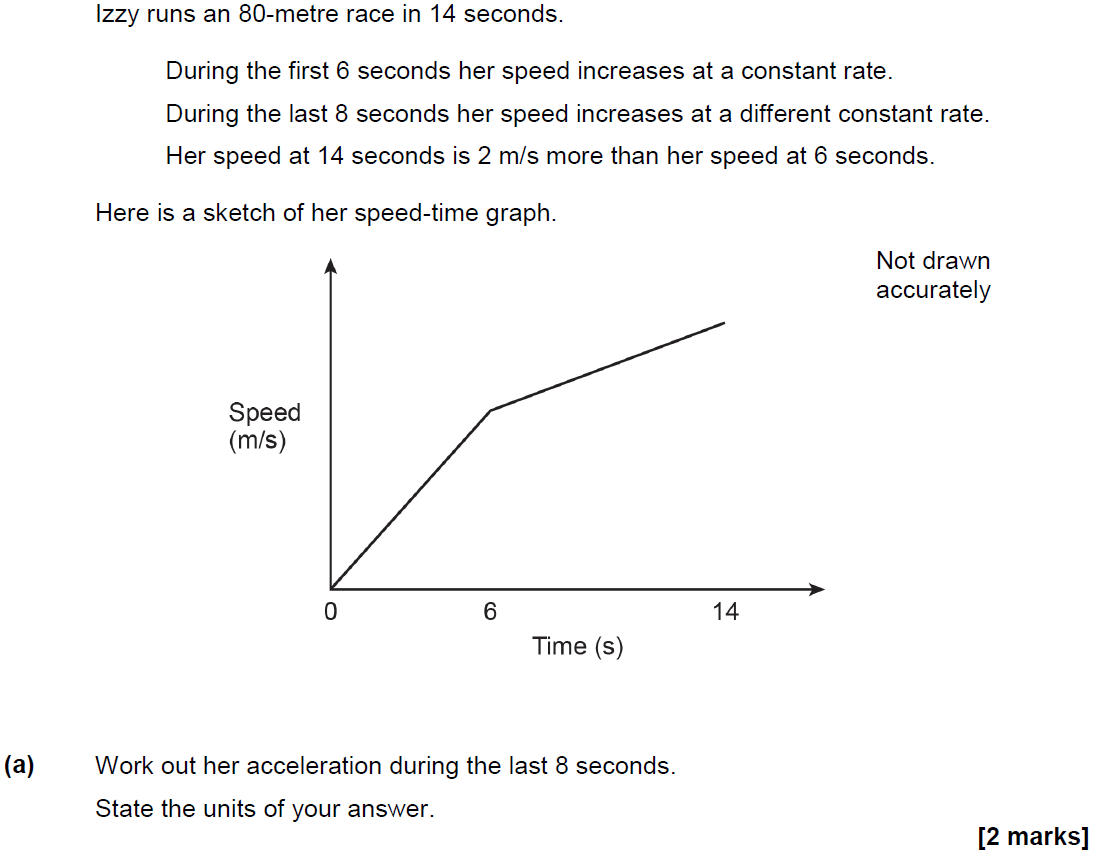 Izzy runs an 80-metre race in 14 seconds.
During the first 6 seconds her speed increases at a constant rate.
During the last 8 seconds her speed increases at a different constant rate.
Her speed at 14 seconds is 2 m/s more than her speed at 6 seconds.
Here is a sketch of her speed-time graph.
Not drawn
accurately
Speed
(m/s)
0 6 14
Time (s)
(a) Work out her acceleration during the last 8 seconds.
State the units of your answer.
[2 marks]